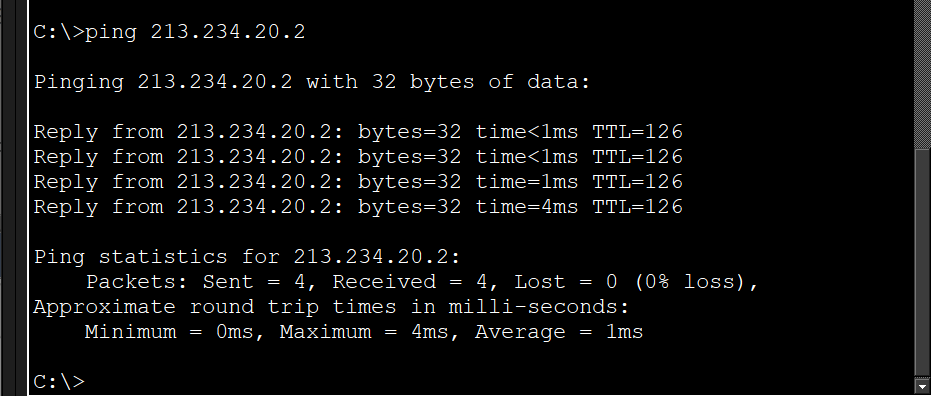 C:\>ping 213.234.20.2
Pinging 213.234.20.2 with 32 bytes of data:
Reply from 213.234.20.2: bytes=32 time<1ms TTL=126
Reply from 213.234.20.2: bytes=32 time<1ms TTL=126
Reply from 213.234.20.2: bytes=32 time=1ms TTL=126
Reply from 213.234.20.2: bytes=32 time=4ms TTL=126
Ping statistics for 213.234.20.2:
    Packets: Sent = 4, Received = 4, Lost = 0 (0% loss),
Approximate round trip times in milli-seconds:
    Minimum = 0ms, Maximum = 4ms, Average = 1ms
C:\>